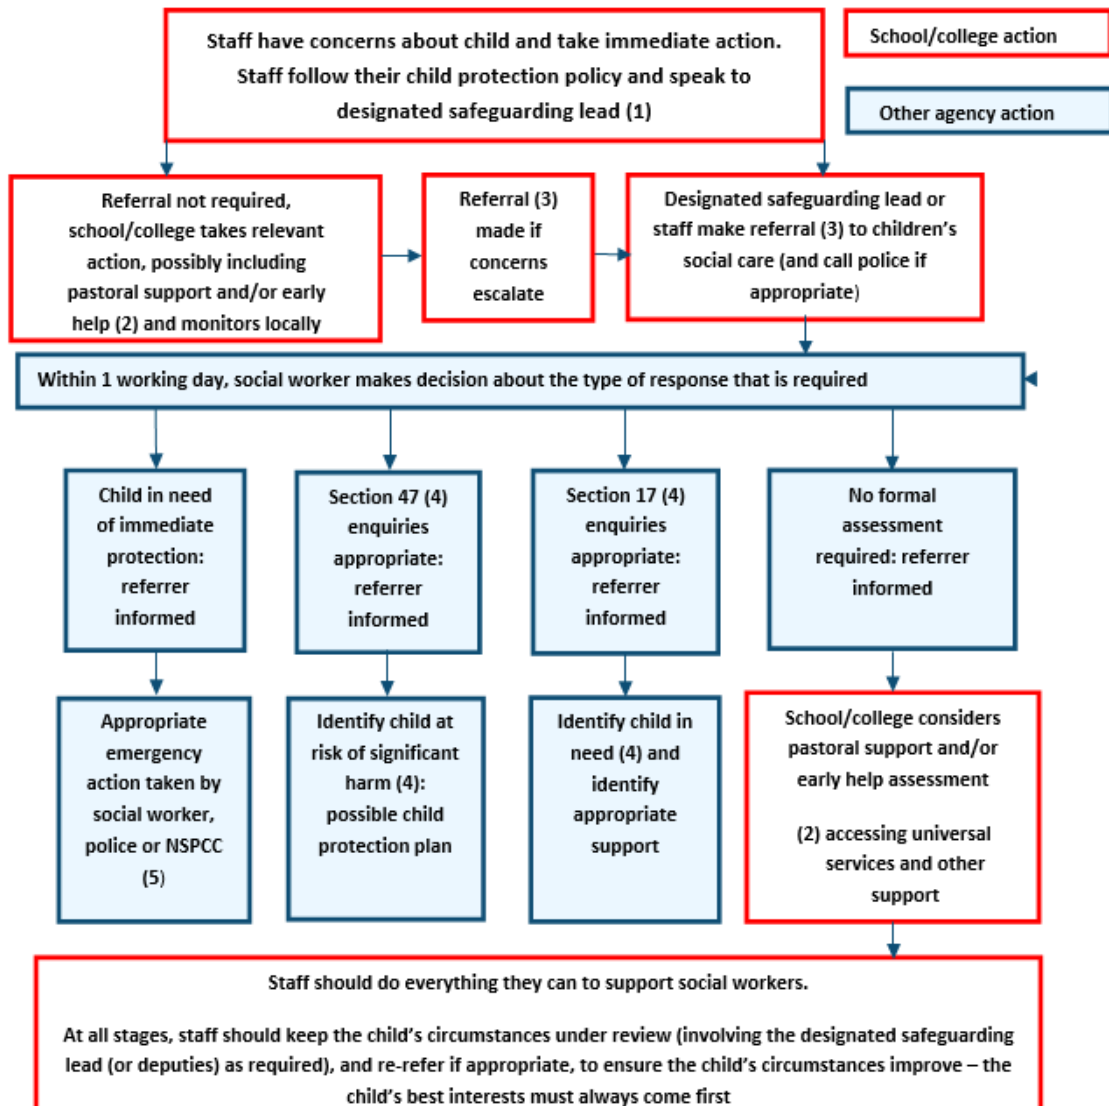 Staff have concerns about child and take immediate action.
Staff follow their child protection policy and speak to
designated safeguarding lead (1)
School/college action
Other agency action
Referral not required,
school/college takes relevant
action, possibly including
pastoral support and/or early
help (2) and monitors locally
Referral (3)
made if
concerns
escalate
Designated safeguarding lead or
staff make referral (3) to children’s
social care (and call police if
appropriate)
Within 1 working day, social worker makes decision about the type of response that is required
Child in need
of immediate
protection:
referrer
informed
Section 47 (4)
enquiries
appropriate:
referrer
informed
Section 17 (4)
enquiries
appropriate:
referrer
informed
No formal
assessment
required: referrer
informed
Appropriate
emergency
action taken by
social worker,
police or NSPCC
(5)
Identify child at
risk of significant
harm (4):
possible child
protection plan
Identify child in
need (4) and
identify
appropriate
support
School/college considers
pastoral support and/or
early help assessment
(2) accessing universal
services and other
support
Staff should do everything they can to support social workers.
At all stages, staff should keep the child’s circumstances under review (involving the designated safeguarding
lead (or deputies) as required), and re-refer if appropriate, to ensure the child’s circumstances improve – the
child’s best interests must always come first